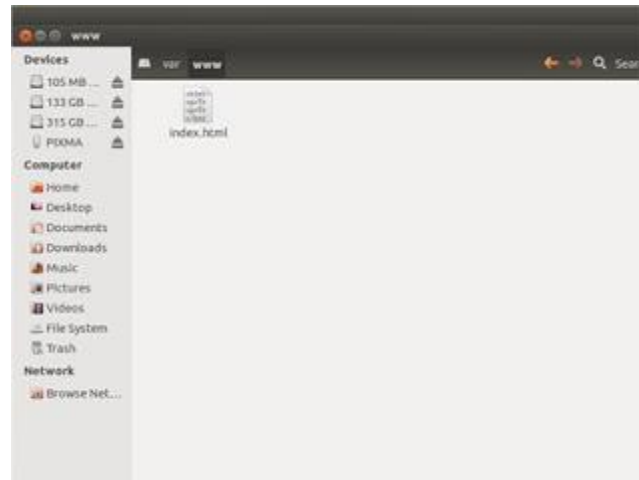 www
Devices
var www
Sear
105 MB ...
133 GB ...
315 GB ...
PIXMA
index.html
Computer
Home
Desktop
Documents
Downloads
Music
Pictures
Videos
File System
Trash
Network
Browse Net...